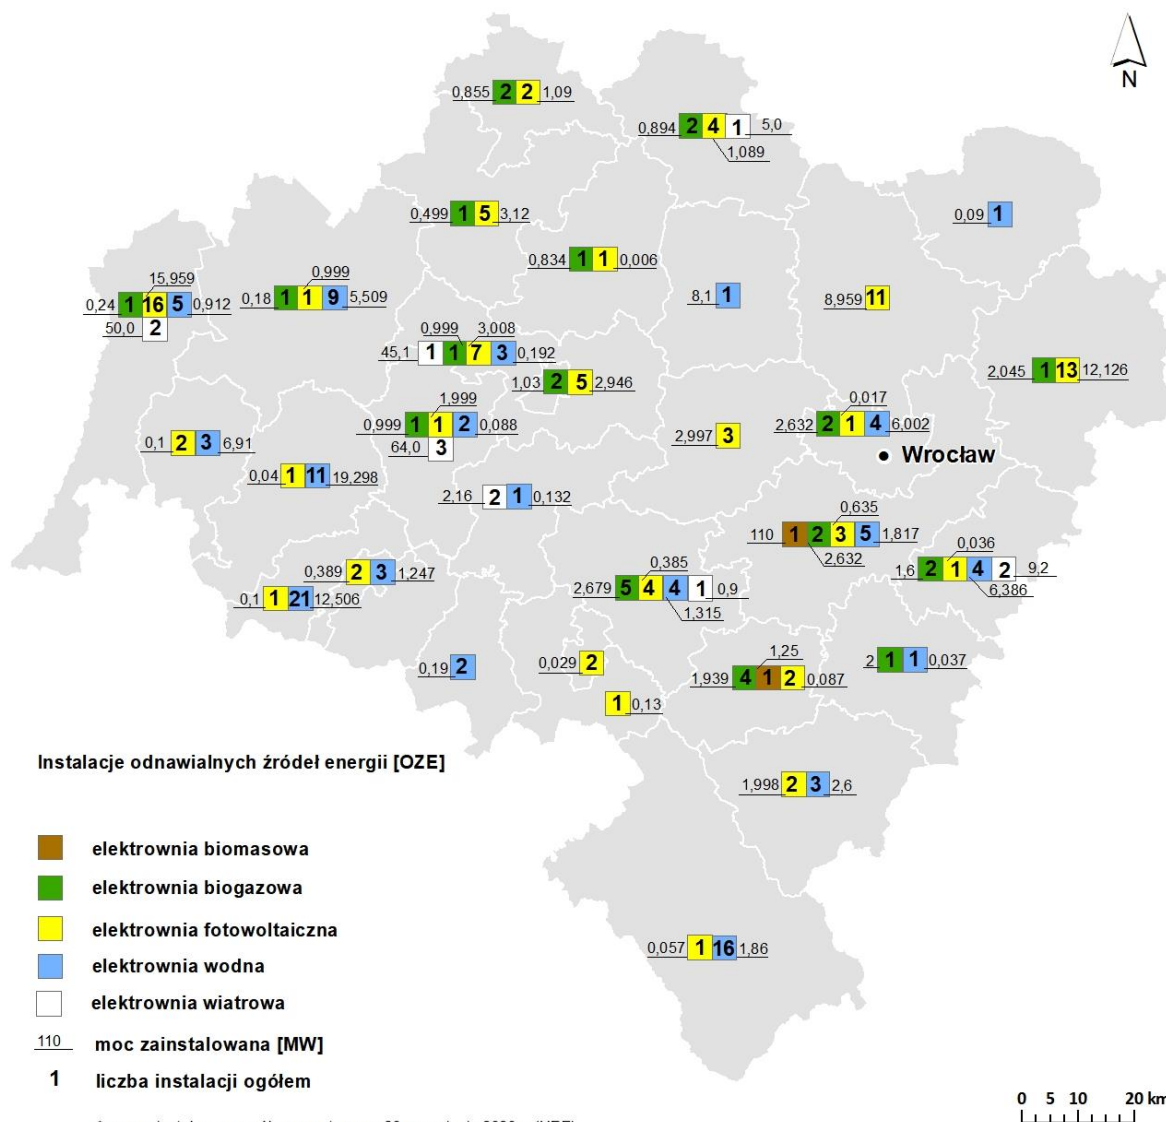 N
0,855 2 2 1,09
0,894 2 4 1 5,0
1,089
0,499 1 5 3,12
0,09 1
0,834 1 1 0,006
15,959
0,24 1 16 5 0,912
50,0 2
0,999
0,18 1 1 9 5,509
8,1 1
8,959 11
0,999 3,008
45,1 1 1 7 3 0,192
1,03 2 5 2,946
2,045 1 13 12,126
1,999
0,999 1 1 2 0,088
64,0 3
0,017
2,632 2 1 4 6,002
Wrocław
0,1 2 3 6,91
2,997 3
0,04 1 11 19,298
2,16 2 1 0,132
0,635
110 1 2 3 5 1,817
2,632
0,036
1,6 2 1 4 2 9,2
6,386
0,389 2 3 1,247
0,1 1 21 12,506
0,385
2,679 5 4 4 1 0,9
1,315
0,19 2
0,029 2
1 0,13
1,25
1,939 4 1 2 0,087
2 1 1 0,037
1,998 2 3 2,6
0,057 1 16 1,86
Instalacje odnawialnych źródeł energii [OZE]
elektrownia biomasowa
elektrownia biogazowa
elektrownia fotowoltaiczna
elektrownia wodna
elektrownia wiatrowa
110 moc zainstalowana [MW]
1 liczba instalacji ogółem
0 5 10 20 km